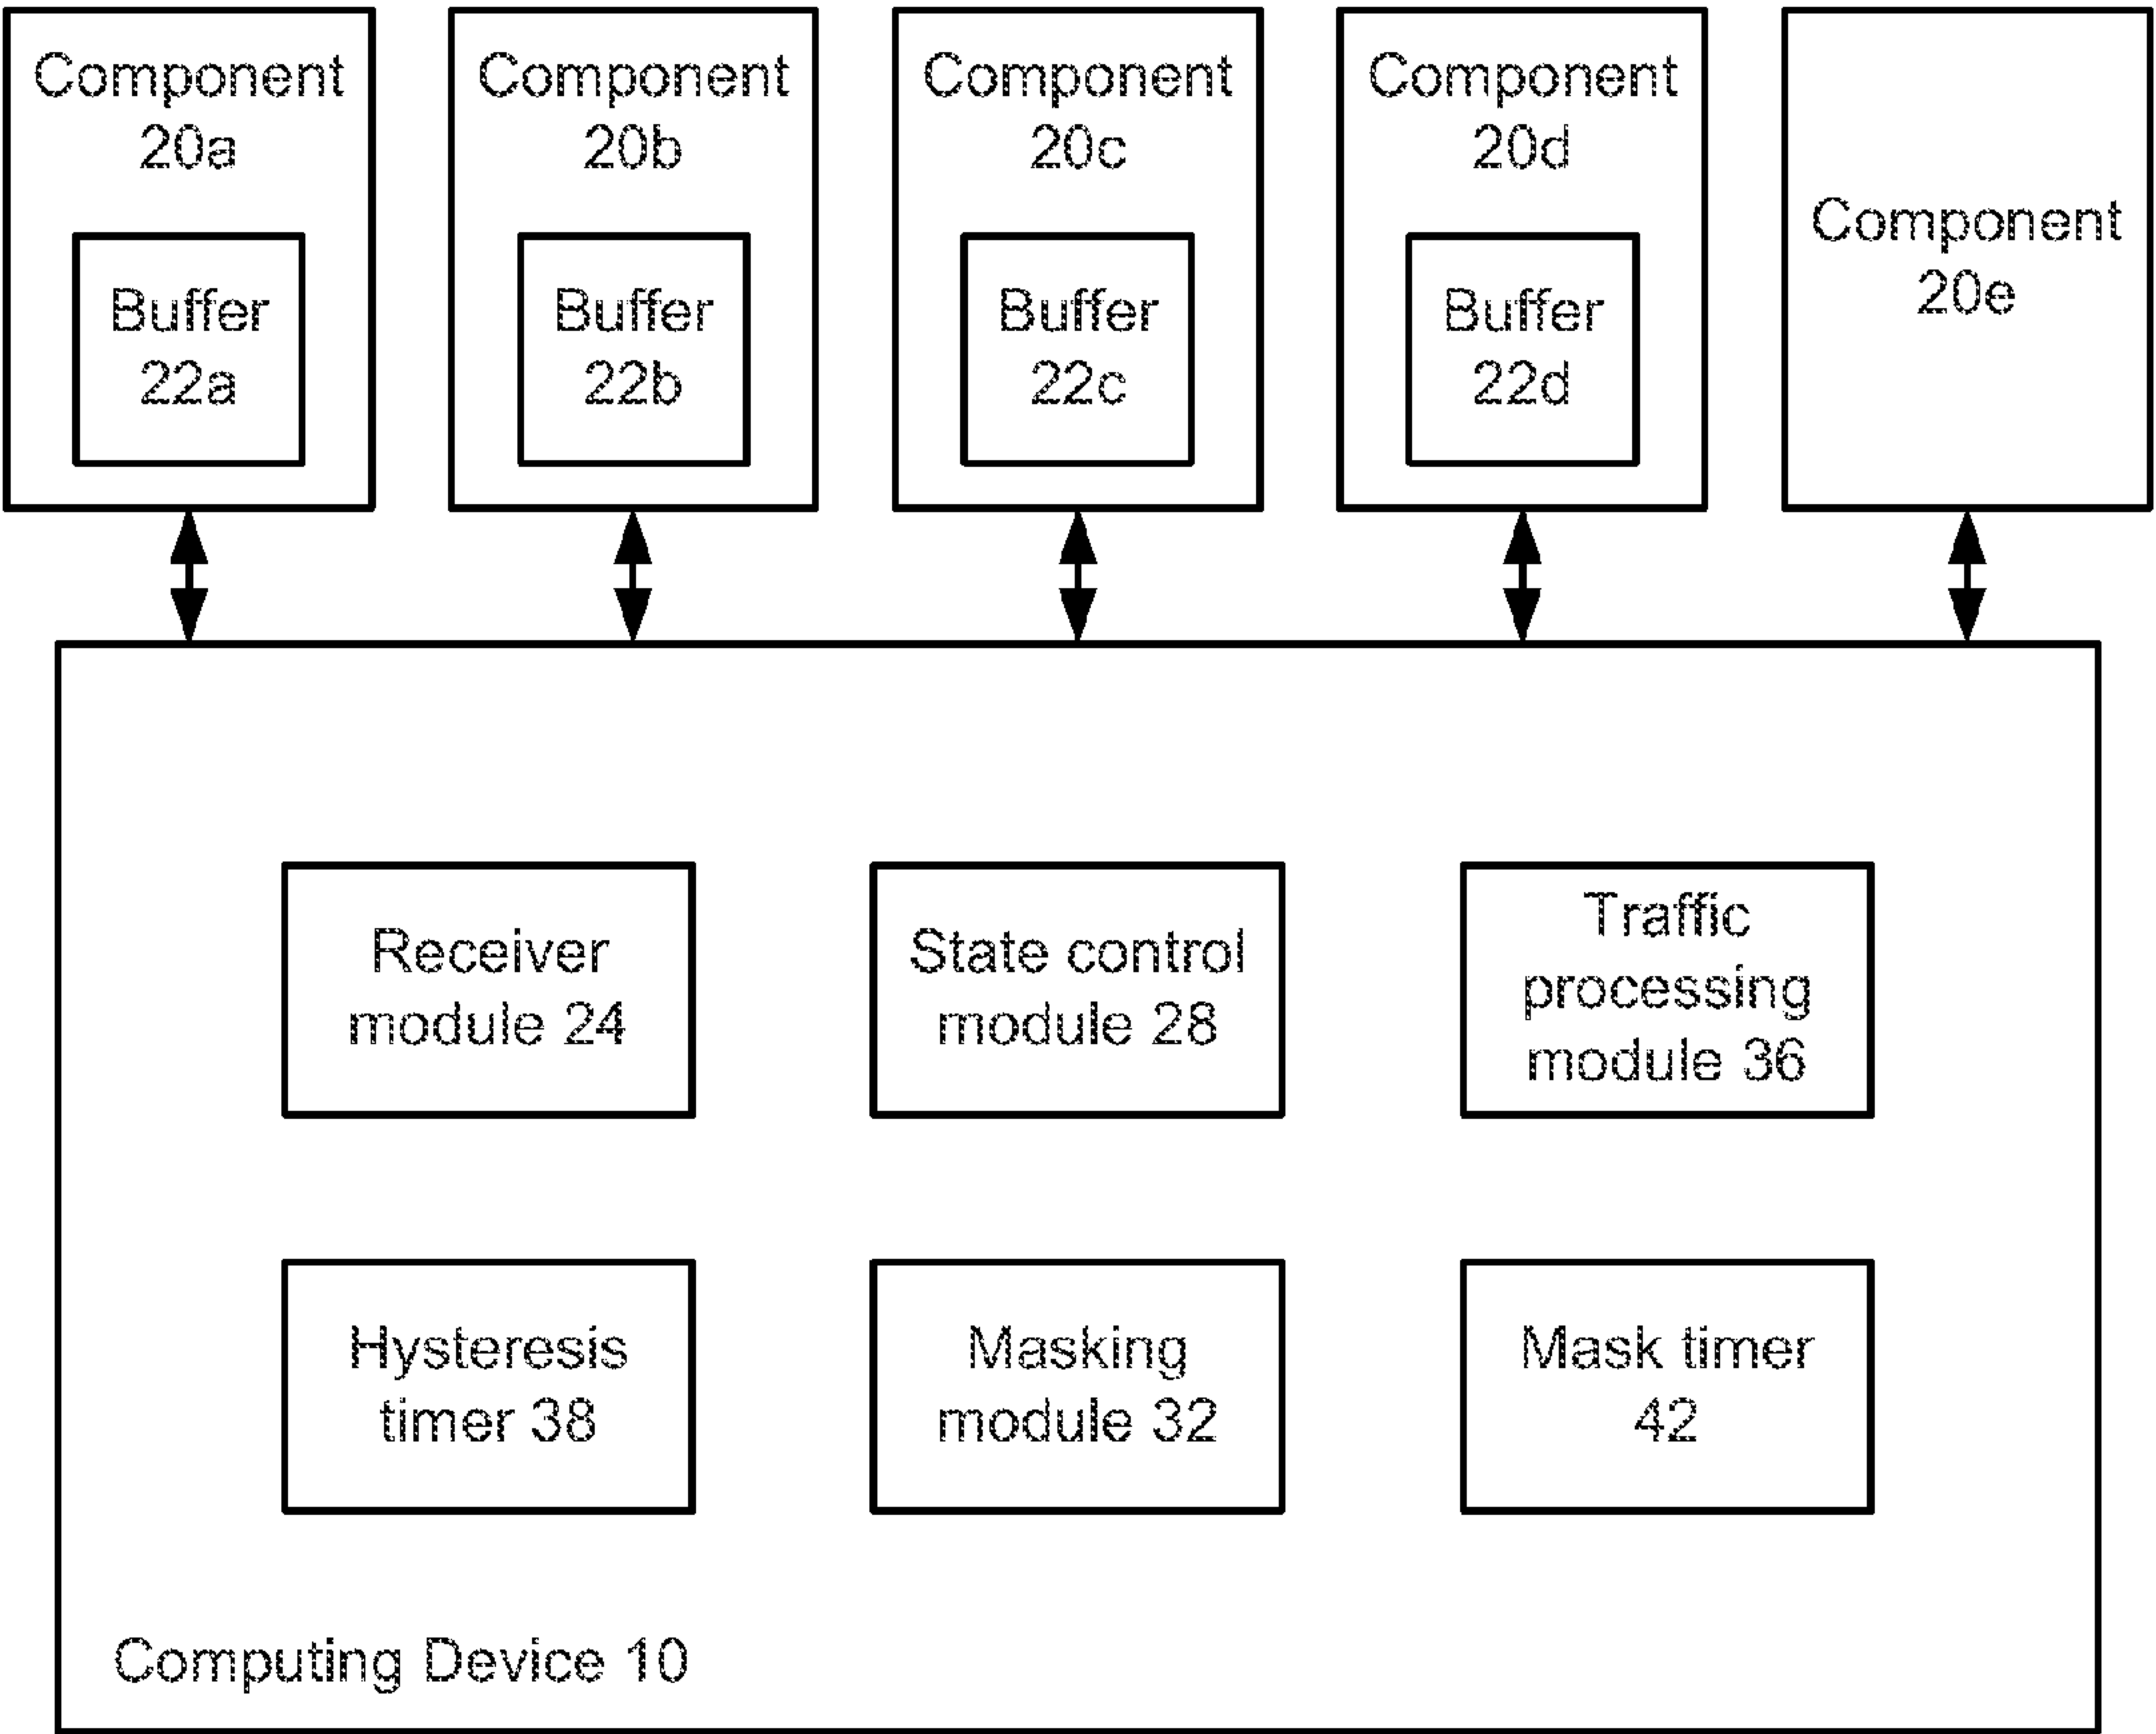 Component
20a
Buffer
22a
Component
20b
Buffer
22b
Component
20c
Buffer
22c
Component
20d
Buffer
22d
Component
20e
Receiver
module 24
State control
module 28
Traffic
processing
module 36
Hysteresis
timer 38
Masking
module 32
Mask timer
42
Computing Device 10